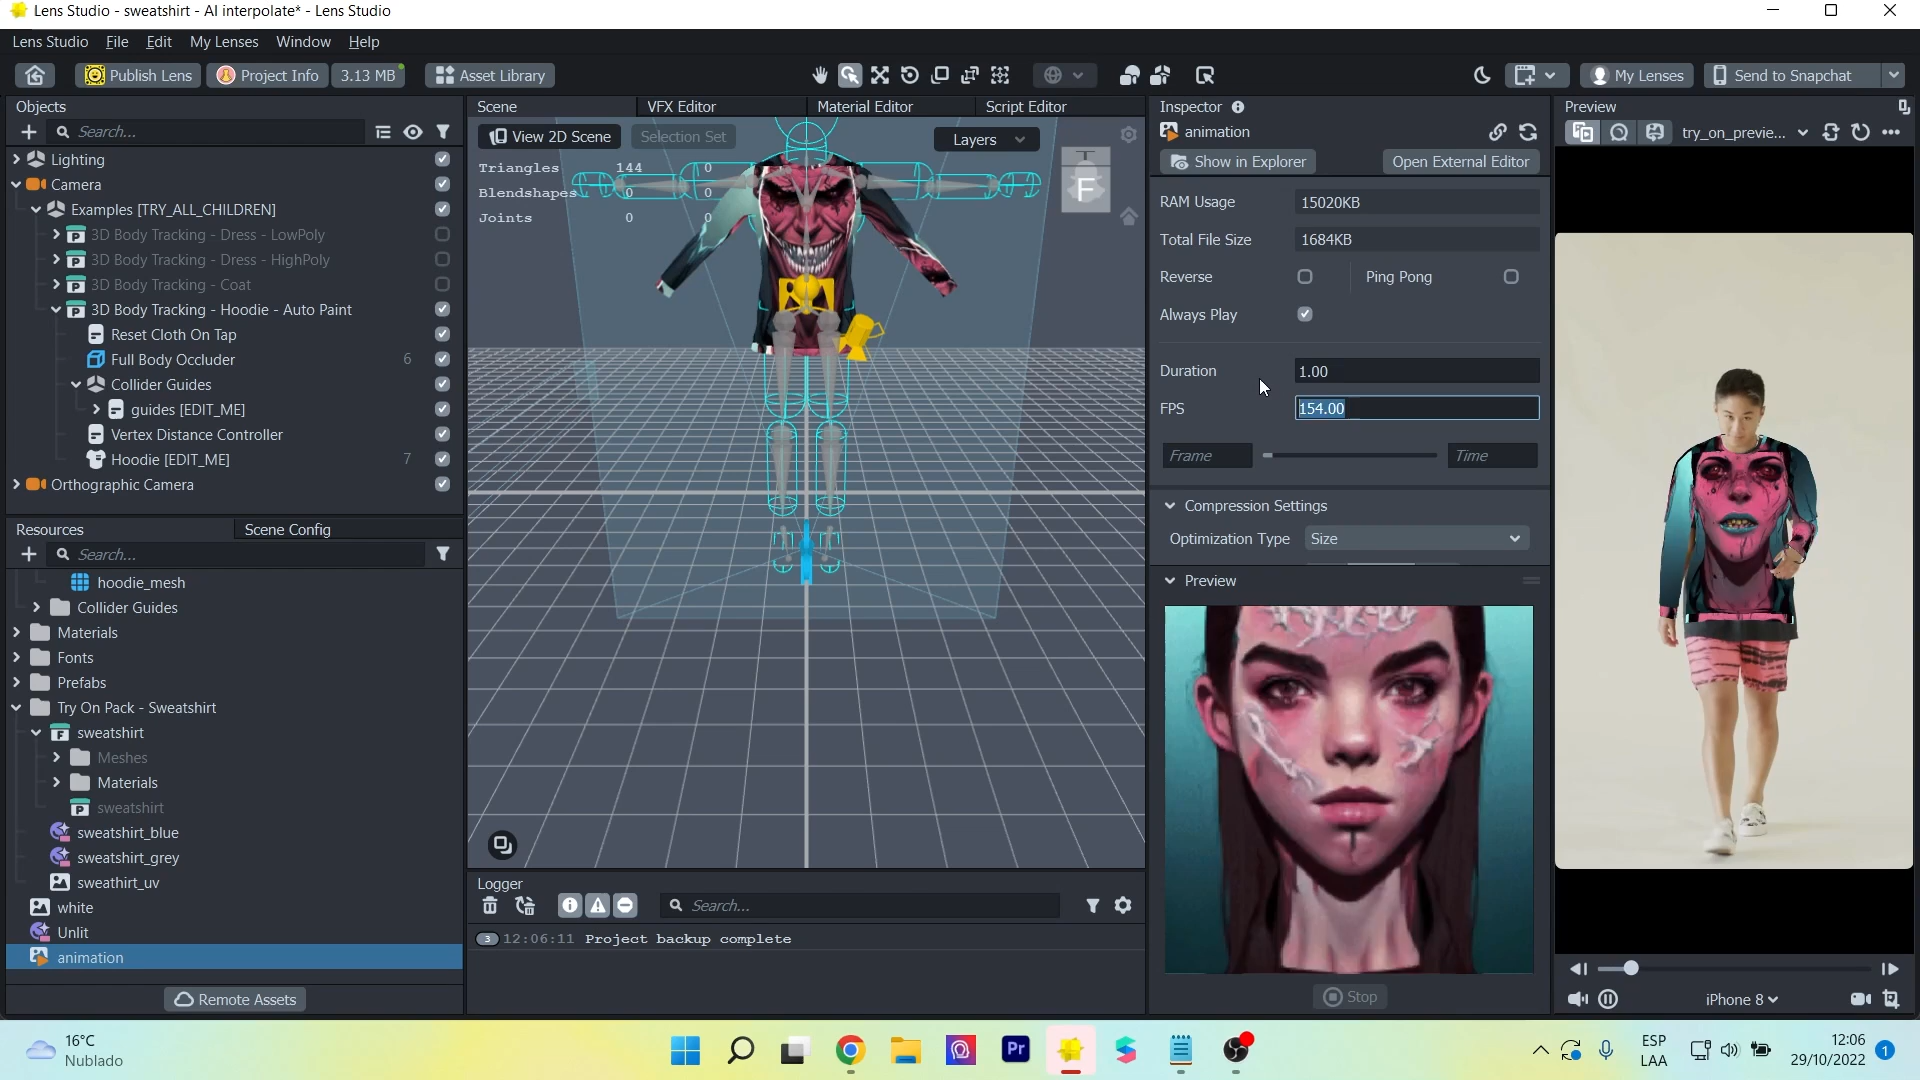 Lens Studio - sweatshirt - AI interpolate* - Lens Studio
Lens Studio File Edit My Lenses Window Help
Publish Lens Project Info 3.13 MB Asset Library My Lenses Send to Snapchat
Objects
Search...
Lighting
Camera
Examples [TRY_ALL_CHILDREN]
3D Body Tracking - Dress - LowPoly
3D Body Tracking - Dress - HighPoly
3D Body Tracking - Coat
3D Body Tracking - Hoodie - Auto Paint
Reset Cloth On Tap
Full Body Occluder 6
Collider Guides
guides [EDIT_ME]
Vertex Distance Controller
Hoodie [EDIT_ME] 7
Orthographic Camera
Resources Scene Config
Search...
hoodie_mesh
Collider Guides
Materials
Fonts
Prefabs
Try On Pack - Sweatshirt
sweatshirt
Meshes
Materials
sweatshirt
sweatshirt_blue
sweatshirt_grey
sweathirt_uv
white
Unlit
animation
Remote Assets
Scene VFX Editor Material Editor Script Editor
View 2D Scene Selection Set Layers
Triangles 144 0
Blendshapes 0 0
Joints 0 0
T
F
Logger
Search...
3 12:06:11 Project backup complete
Inspector
animation
Show in Explorer Open External Editor
RAM Usage 15020KB
Total File Size 1684KB
Reverse Ping Pong
Always Play
Duration 1.00
FPS 154.00
Frame Time
Compression Settings
Optimization Type Size
Preview
Stop
Preview
try_on_previe...
iPhone 8
16°C
Nublado
Pr
ESP
LAA
12:06
29/10/2022
1